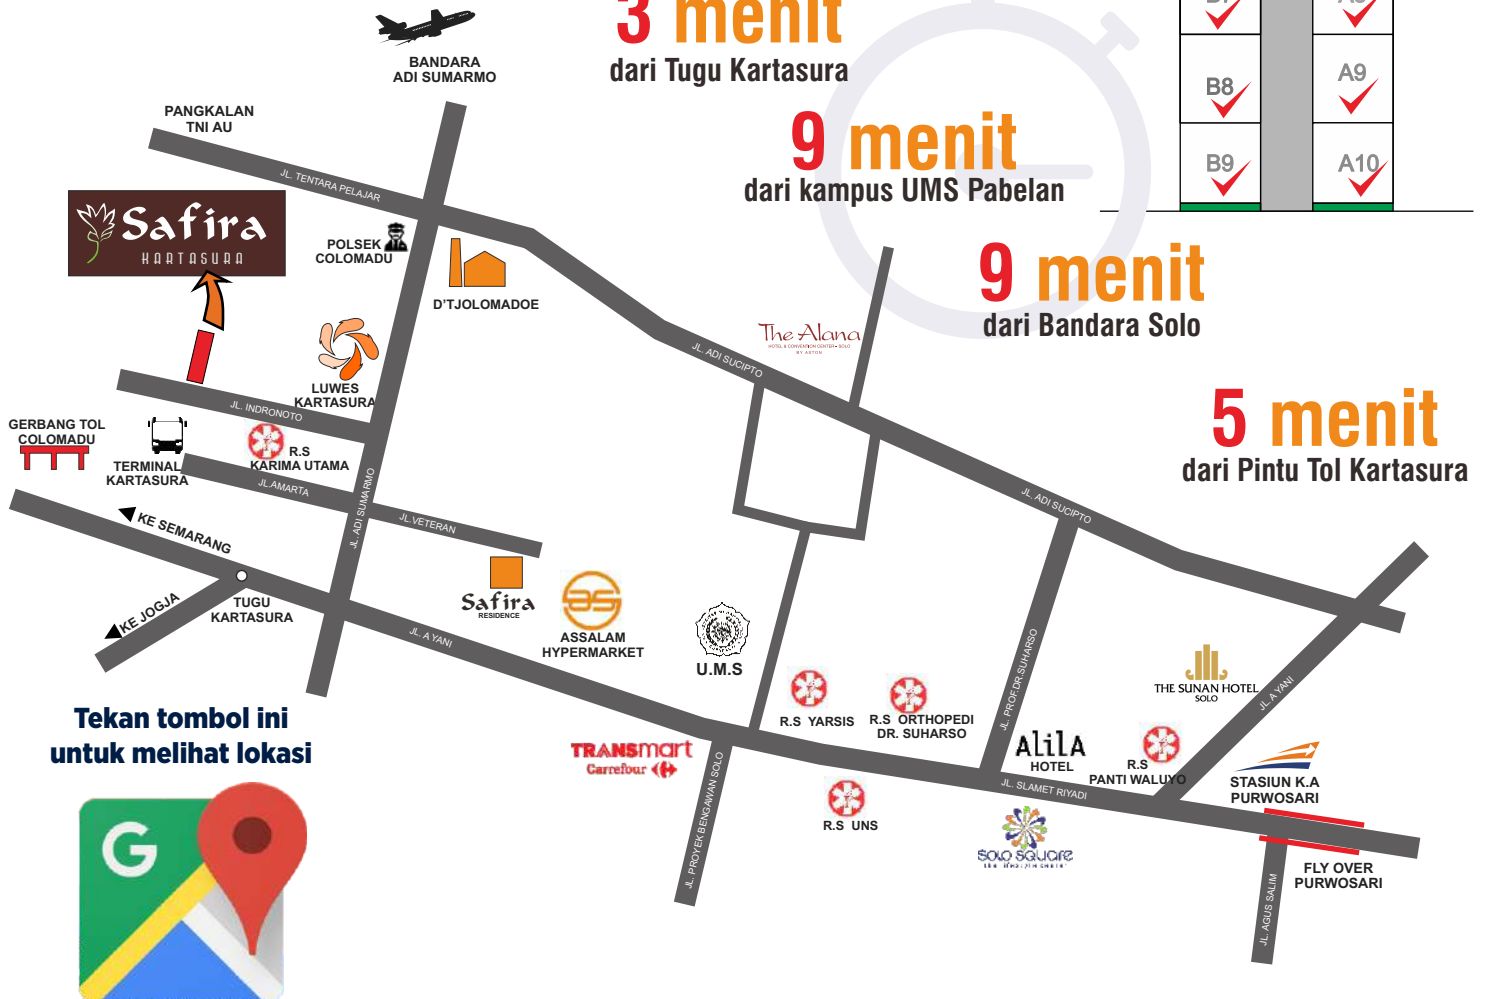 3 menit
dari Tugu Kartasura
9 menit
dari kampus UMS Pabelan
9 menit
dari Bandara Solo
5 menit
dari Pintu Tol Kartasura
B8
A9
B9
A10
BANDARA
ADI SUMARMO
PANGKALAN
TNI AU
JL. TENTARA PELAJAR
Safira
KARTASURA
POLSEK
COLOMADU
D'TJOLOMADOE
The Alana
HOTEL & CONVENTION CENTER - SOLO
BY ASTON
JL. ADI SUCIPTO
LUWES
KARTASURA
JL. INDRONOTO
GERBANG TOL
COLOMADU
TERMINAL
KARTASURA
R.S
KARIMA UTAMA
JL.AMARTA
JL. ADI SUMARMO
JL.VETERAN
JL. ADI SUCIPTO
KE SEMARANG
KE JOGJA
TUGU
KARTASURA
Safira
RESIDENCE
JL. A YANI
ASSALAM
HYPERMARKET
U.M.S
R.S YARSIS
R.S ORTHOPEDI
DR. SUHARSO
JL. PROF.DR.SUHARSO
THE SUNAN HOTEL
SOLO
JL. A YANI
TRANSmart
Carrefour
JL. PROYEK BENGAWAN SOLO
R.S UNS
AlilA
HOTEL
R.S
PANTI WALUYO
JL. SLAMET RIYADI
STASIUN K.A
PURWOSARI
SOLO SQUARE
FLY OVER
PURWOSARI
JL. AGUS SALIM
Tekan tombol ini
untuk melihat lokasi
G